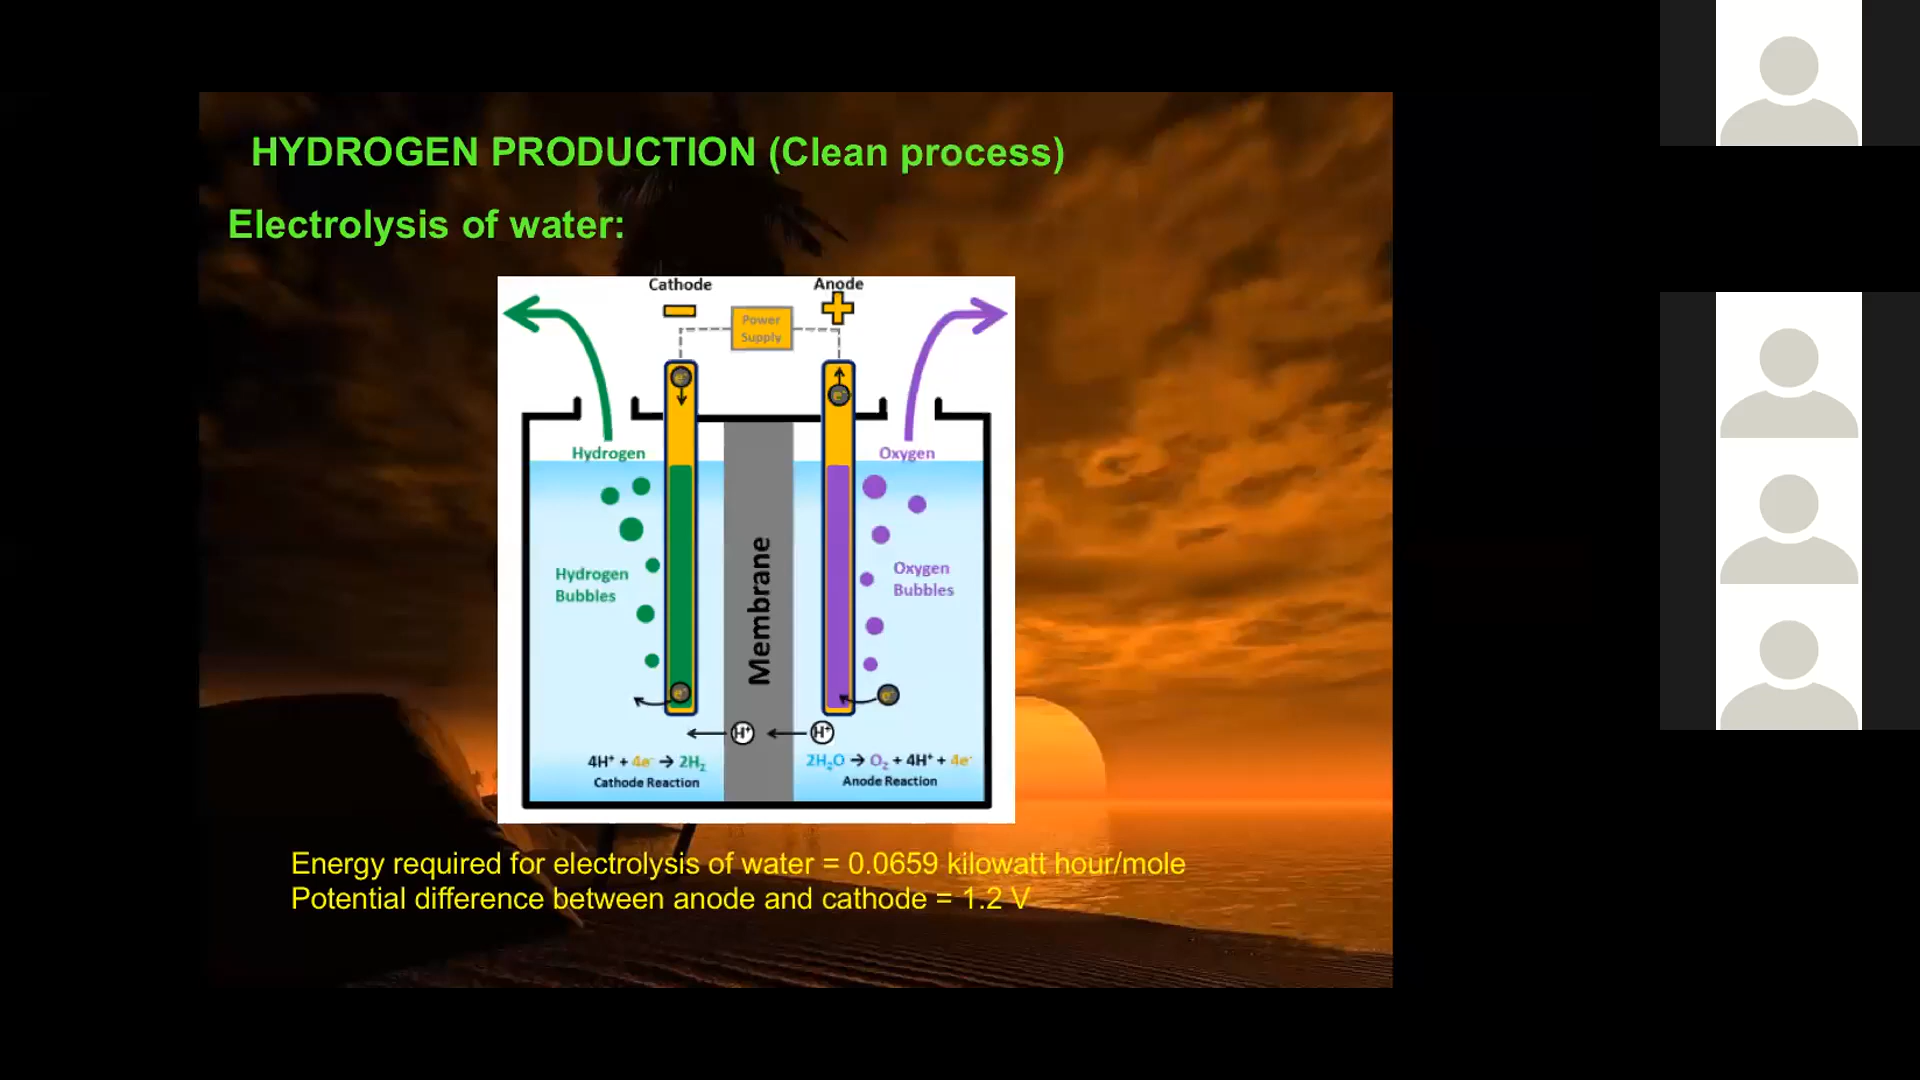 HYDROGEN PRODUCTION (Clean process)
Electrolysis of water:
Cathode
Anode
Power
Supply
e⁻
e⁻
Hydrogen
Oxygen
Hydrogen
Bubbles
Membrane
Oxygen
Bubbles
e⁻
e⁻
H⁺
H⁺
4H⁺ + 4e⁻ → 2H₂
Cathode Reaction
2H₂O → O₂ + 4H⁺ + 4e⁻
Anode Reaction
Energy required for electrolysis of water = 0.0659 kilowatt hour/mole
Potential difference between anode and cathode = 1.2 V